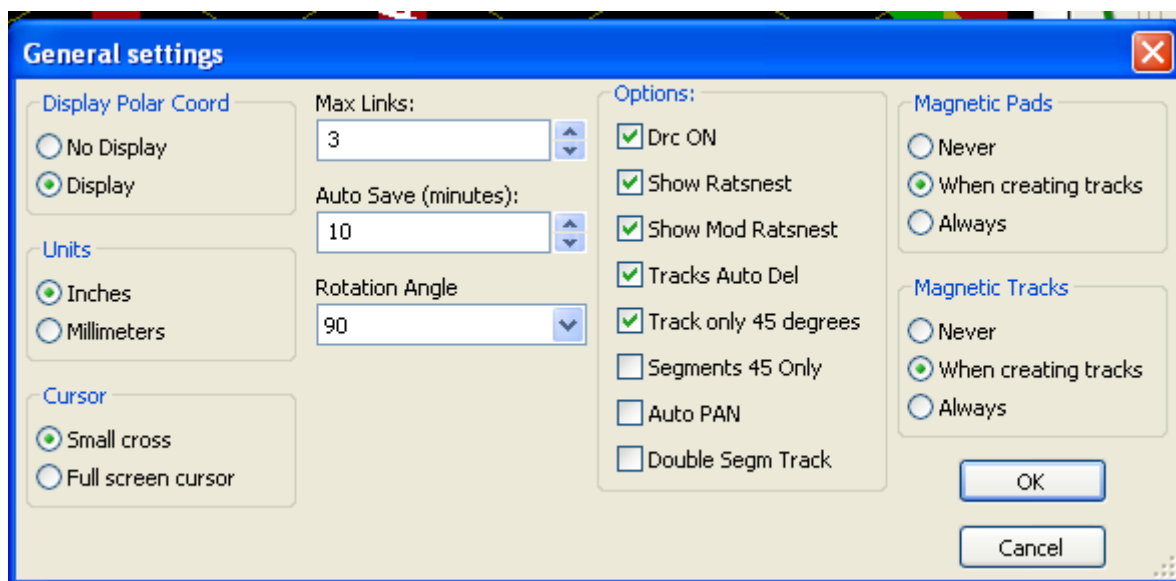 General settings
Display Polar Coord
No Display
Display
Units
Inches
Millimeters
Cursor
Small cross
Full screen cursor
Max Links:
3
Auto Save (minutes):
10
Rotation Angle
90
Options:
Drc ON
Show Ratsnest
Show Mod Ratsnest
Tracks Auto Del
Track only 45 degrees
Segments 45 Only
Auto PAN
Double Segm Track
Magnetic Pads
Never
When creating tracks
Always
Magnetic Tracks
Never
When creating tracks
Always
OK
Cancel